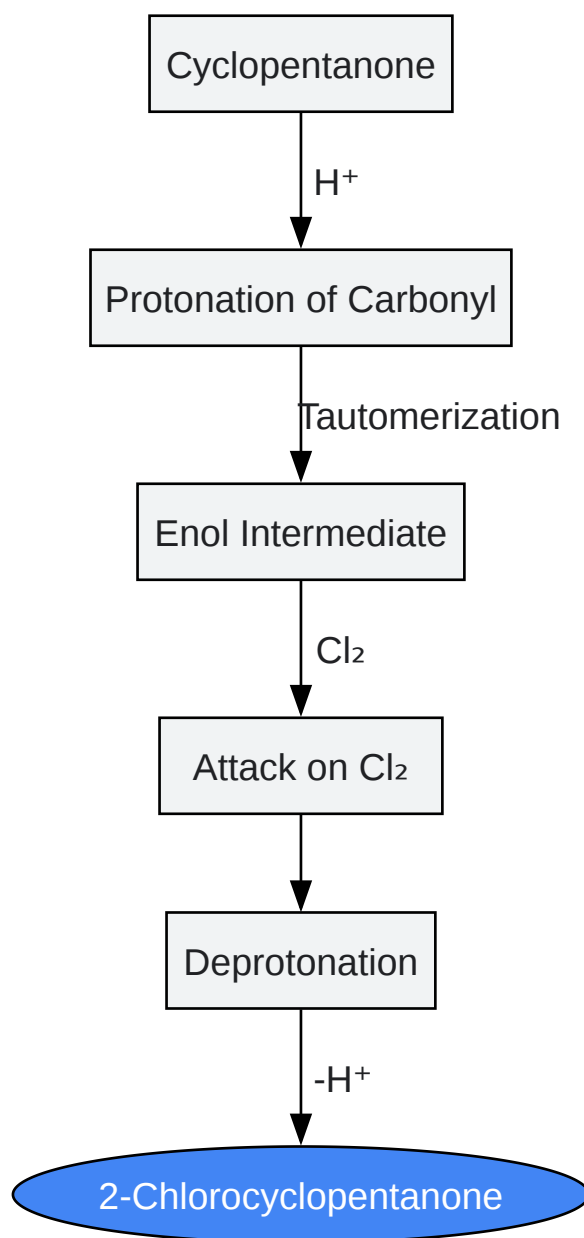 Cyclopentanone
H⁺
Protonation of Carbonyl
Tautomerization
Enol Intermediate
Cl₂
Attack on Cl₂
Deprotonation
-H⁺
2-Chlorocyclopentanone